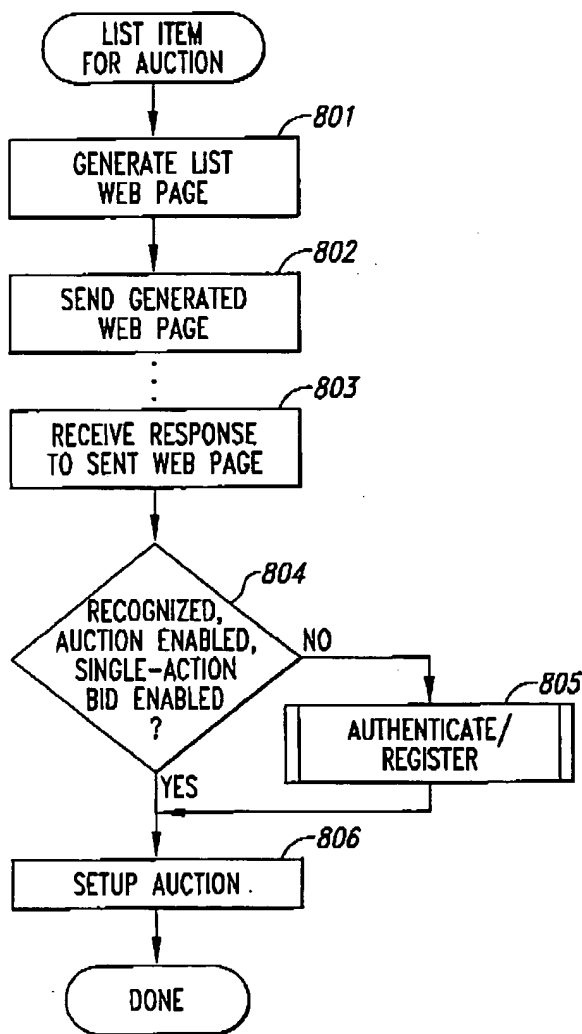 LIST ITEM
FOR AUCTION
801
GENERATE LIST
WEB PAGE
802
SEND GENERATED
WEB PAGE
803
RECEIVE RESPONSE
TO SENT WEB PAGE
804
RECOGNIZED,
AUCTION ENABLED,
SINGLE-ACTION
BID ENABLED
?
NO
805
AUTHENTICATE/
REGISTER
YES
806
SETUP AUCTION
DONE